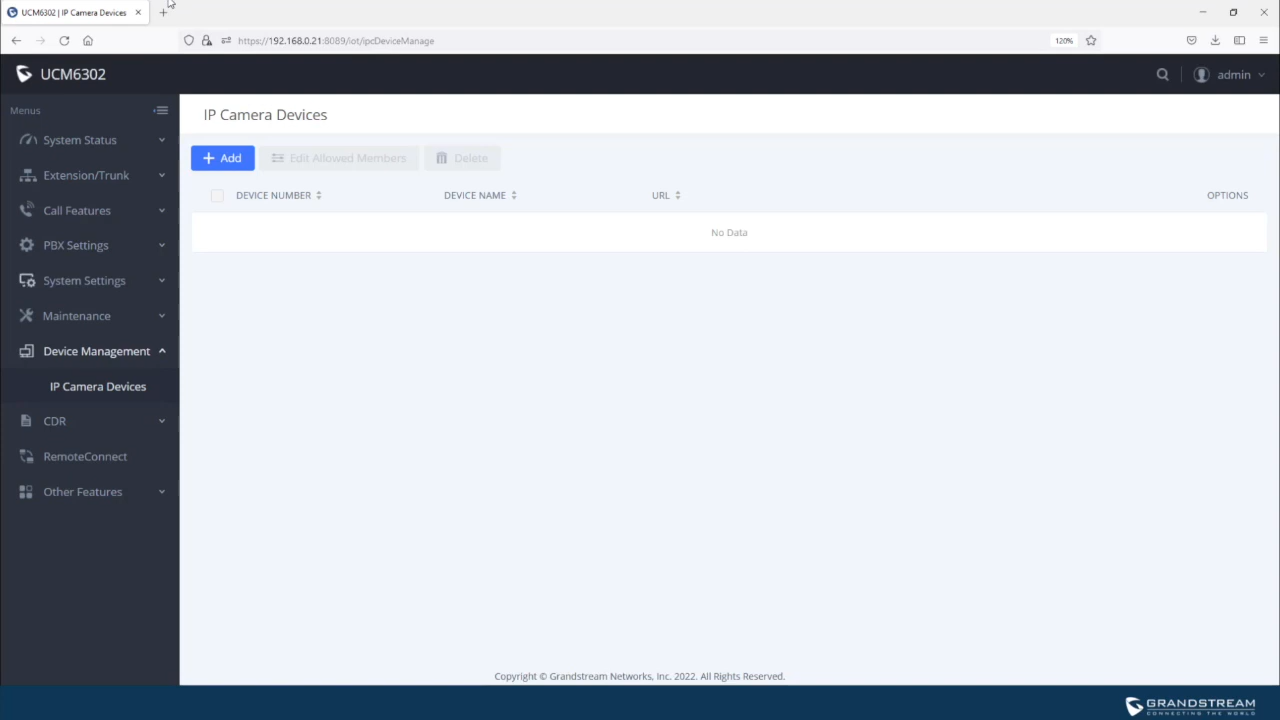 UCM6302 | IP Camera Devices
https://192.168.0.21:8089/iot/ipcDeviceManage
120%
UCM6302
admin
Menus
System Status
Extension/Trunk
Call Features
PBX Settings
System Settings
Maintenance
Device Management
IP Camera Devices
CDR
RemoteConnect
Other Features
IP Camera Devices
Add Edit Allowed Members Delete
DEVICE NUMBER DEVICE NAME URL OPTIONS
No Data
Copyright © Grandstream Networks, Inc. 2022. All Rights Reserved.
GRANDSTREAM
CONNECTING THE WORLD